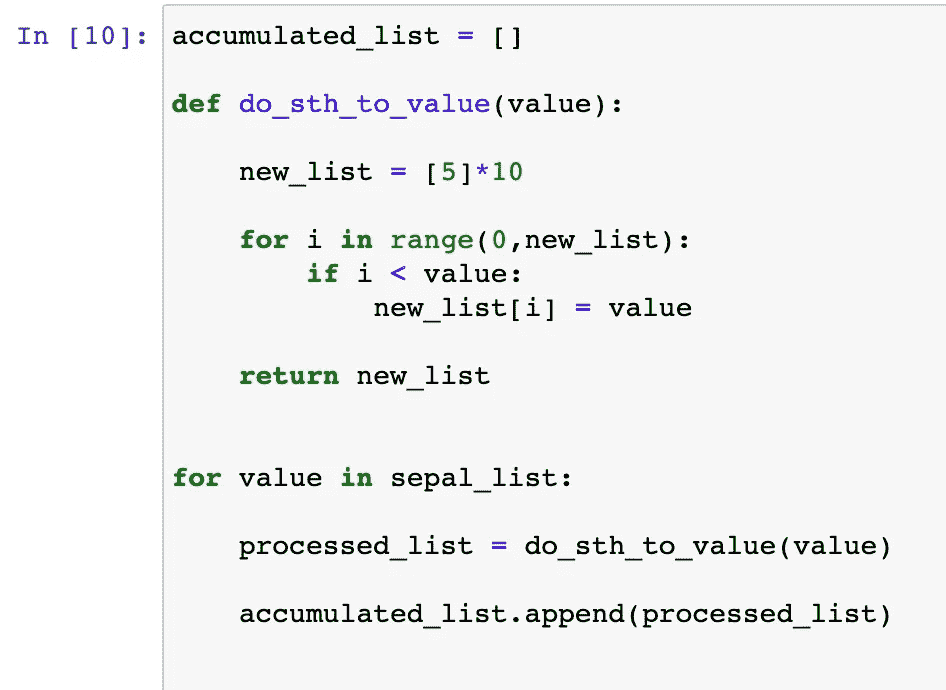 In [10]: accumulated_list = []
def do_sth_to_value(value):
    new_list = [5]*10
    for i in range(0,new_list):
        if i < value:
            new_list[i] = value
    return new_list
for value in sepal_list:
    processed_list = do_sth_to_value(value)
    accumulated_list.append(processed_list)